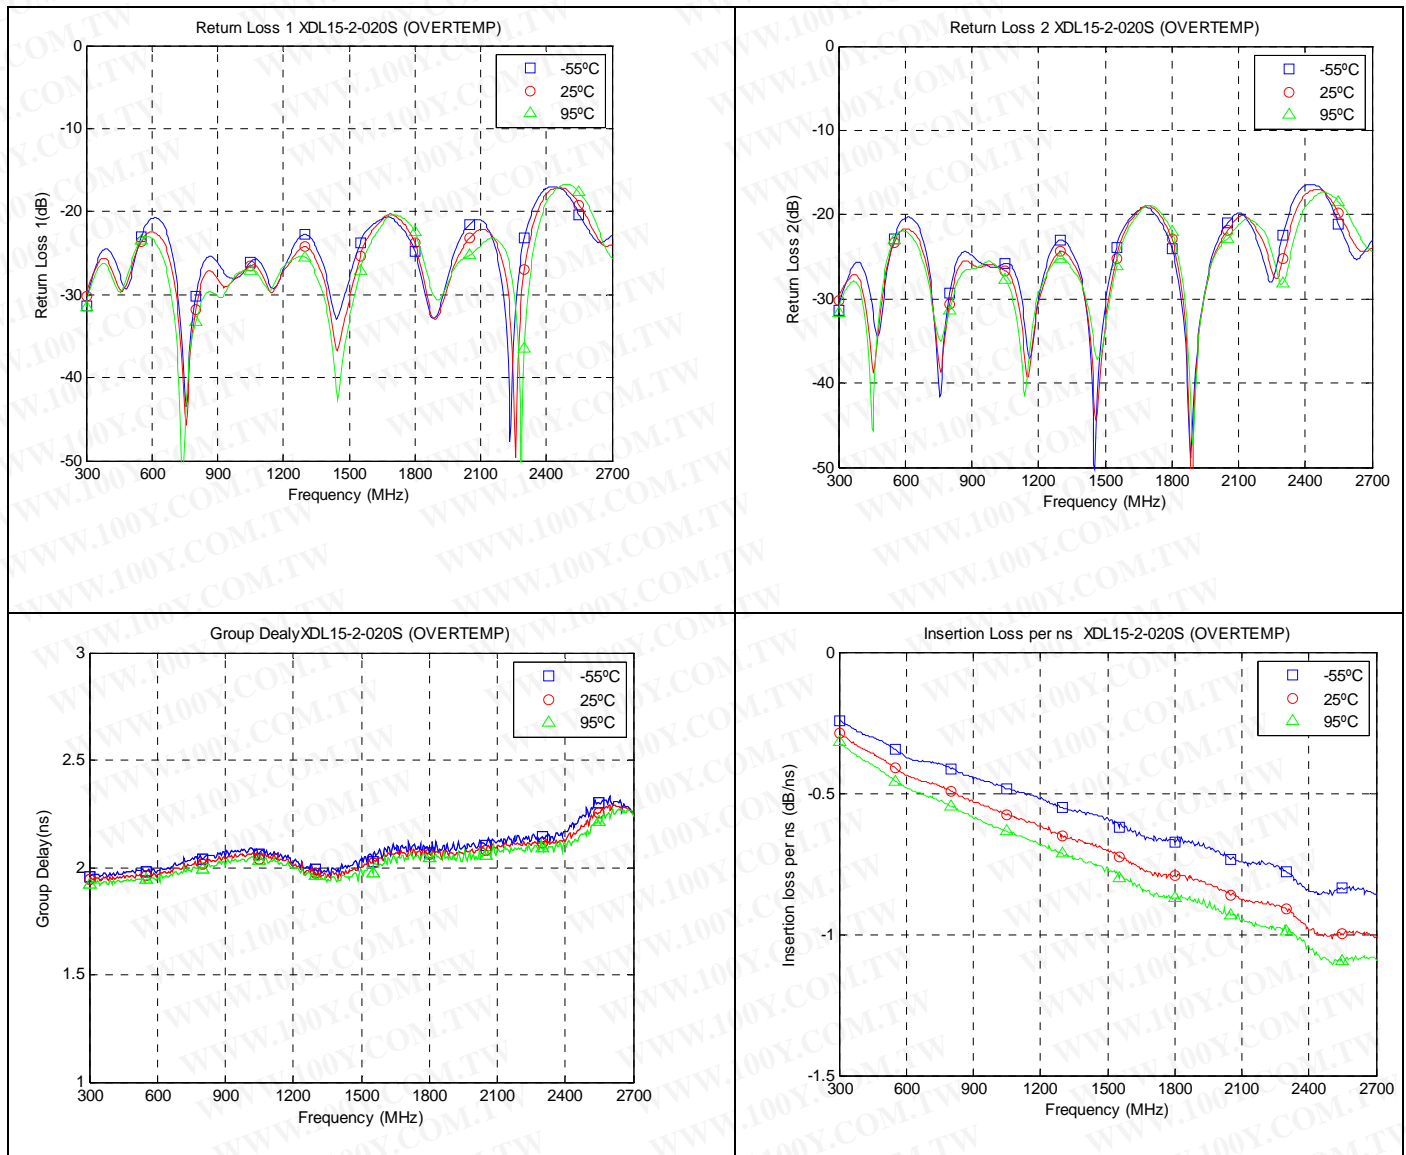 Return Loss 1 XDL15-2-020S (OVERTEMP)
0
-10
-20
-30
-40
-50
Return Loss 1(dB)
300 600 900 1200 1500 1800 2100 2400 2700
Frequency (MHz)
-55ºC
25ºC
95ºC
Return Loss 2 XDL15-2-020S (OVERTEMP)
0
-10
-20
-30
-40
-50
Return Loss 2(dB)
300 600 900 1200 1500 1800 2100 2400 2700
Frequency (MHz)
-55ºC
25ºC
95ºC
Group DealyXDL15-2-020S (OVERTEMP)
3
2.5
2
1.5
1
Group Delay(ns)
300 600 900 1200 1500 1800 2100 2400 2700
Frequency (MHz)
-55ºC
25ºC
95ºC
Insertion Loss per ns XDL15-2-020S (OVERTEMP)
0
-0.5
-1
-1.5
Insertion loss per ns (dB/ns)
300 600 900 1200 1500 1800 2100 2400 2700
Frequency (MHz)
-55ºC
25ºC
95ºC
WWW.100Y.COM.TW